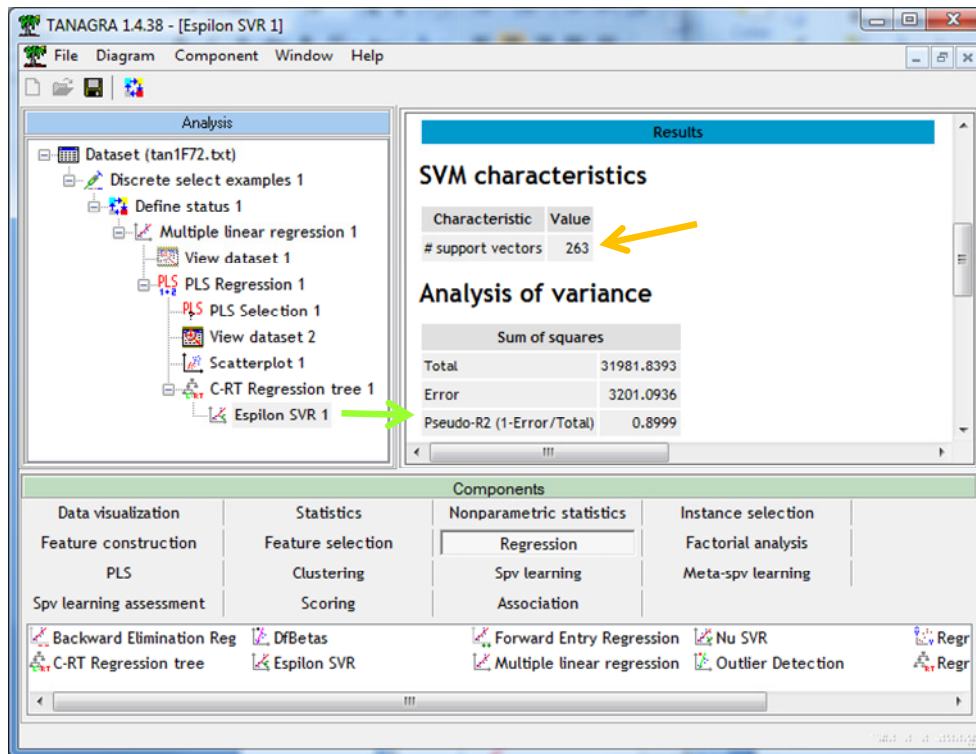 TANAGRA 1.4.38 - [Espilon SVR 1]
File Diagram Component Window Help
Analysis
Dataset (tan1F72.txt)
Discrete select examples 1
Define status 1
Multiple linear regression 1
View dataset 1
PLS Regression 1
PLS Selection 1
View dataset 2
Scatterplot 1
C-RT Regression tree 1
Espilon SVR 1
Results
SVM characteristics
Characteristic Value
# support vectors 263
Analysis of variance
Sum of squares
Total 31981.8393
Error 3201.0936
Pseudo-R2 (1-Error/Total) 0.8999
Components
Data visualization Statistics Nonparametric statistics Instance selection
Feature construction Feature selection Regression Factorial analysis
PLS Clustering Spv learning Meta-spv learning
Spv learning assessment Scoring Association
Backward Elimination Reg DfBetas Forward Entry Regression Nu SVR Regr
C-RT Regression tree Espilon SVR Multiple linear regression Outlier Detection Regr